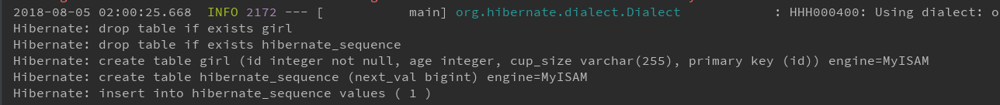 2018-08-05 02:00:25.668  INFO 2172 --- [           main] org.hibernate.dialect.Dialect            : HHH000400: Using dialect: o
Hibernate: drop table if exists girl
Hibernate: drop table if exists hibernate_sequence
Hibernate: create table girl (id integer not null, age integer, cup_size varchar(255), primary key (id)) engine=MyISAM
Hibernate: create table hibernate_sequence (next_val bigint) engine=MyISAM
Hibernate: insert into hibernate_sequence values ( 1 )